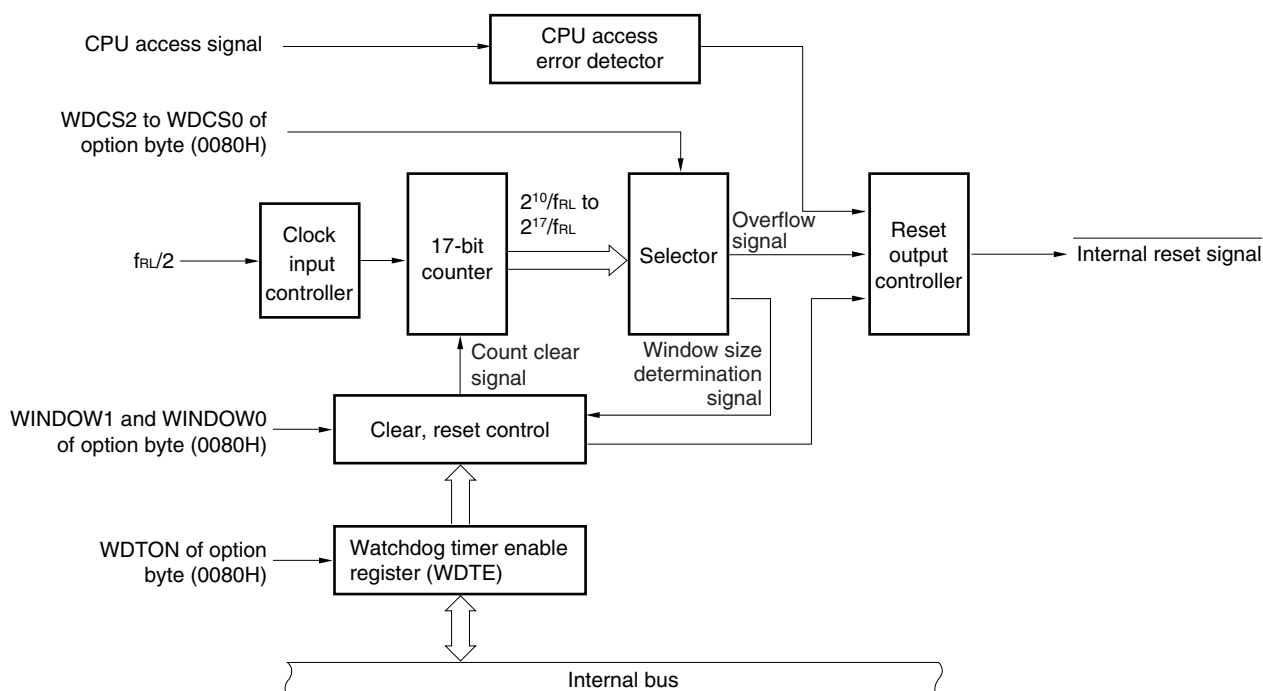 CPU access signal
CPU access
error detector
WDCS2 to WDCS0 of
option byte (0080H)
fRL/2
Clock
input
controller
17-bit
counter
2¹⁰/fRL to
2¹⁷/fRL
Selector
Overflow
signal
Reset
output
controller
Internal reset signal
Count clear
signal
Window size
determination
signal
WINDOW1 and WINDOW0
of option byte (0080H)
Clear, reset control
WDTON of option
byte (0080H)
Watchdog timer enable
register (WDTE)
Internal bus